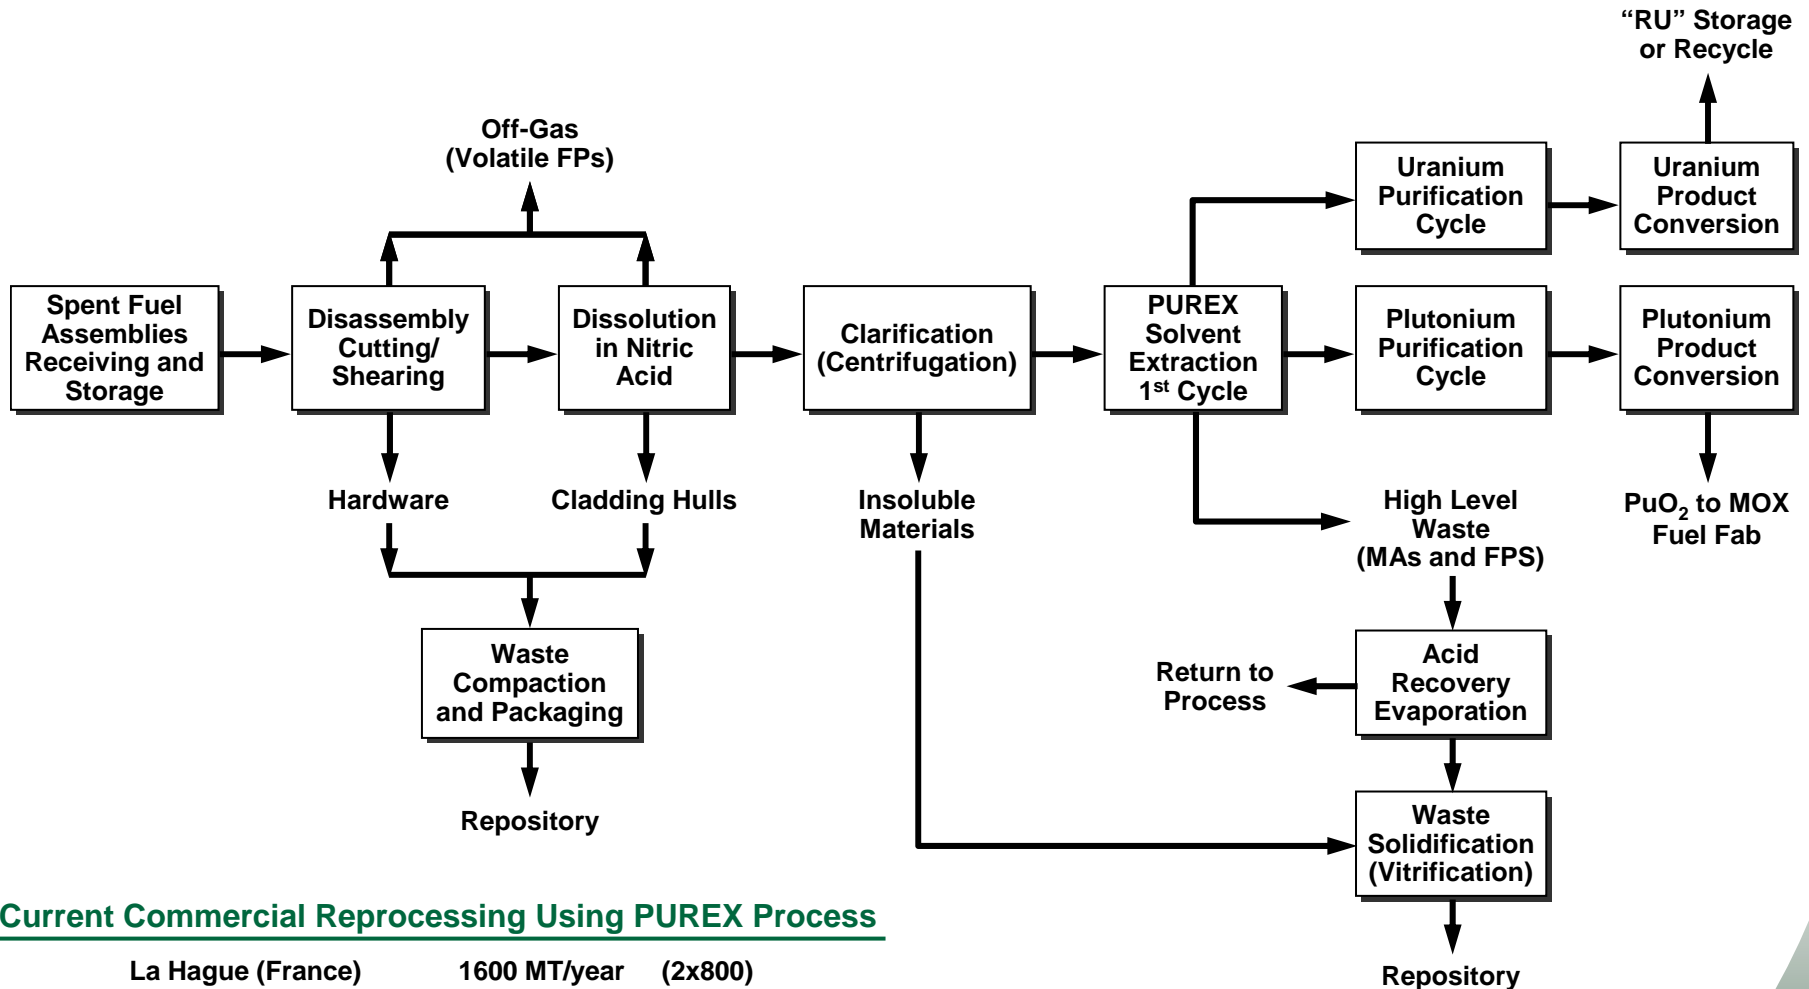 “RU” Storage
or Recycle
Off-Gas
(Volatile FPs)
Uranium
Purification
Cycle
Uranium
Product
Conversion
Spent Fuel
Assemblies
Receiving and
Storage
Disassembly
Cutting/
Shearing
Dissolution
in Nitric
Acid
Clarification
(Centrifugation)
PUREX
Solvent
Extraction
1st Cycle
Plutonium
Purification
Cycle
Plutonium
Product
Conversion
Hardware
Cladding Hulls
Insoluble
Materials
High Level
Waste
(MAs and FPS)
PuO2 to MOX
Fuel Fab
Waste
Compaction
and Packaging
Return to
Process
Acid
Recovery
Evaporation
Repository
Waste
Solidification
(Vitrification)
Repository
Current Commercial Reprocessing Using PUREX Process
La Hague (France) 1600 MT/year (2x800)